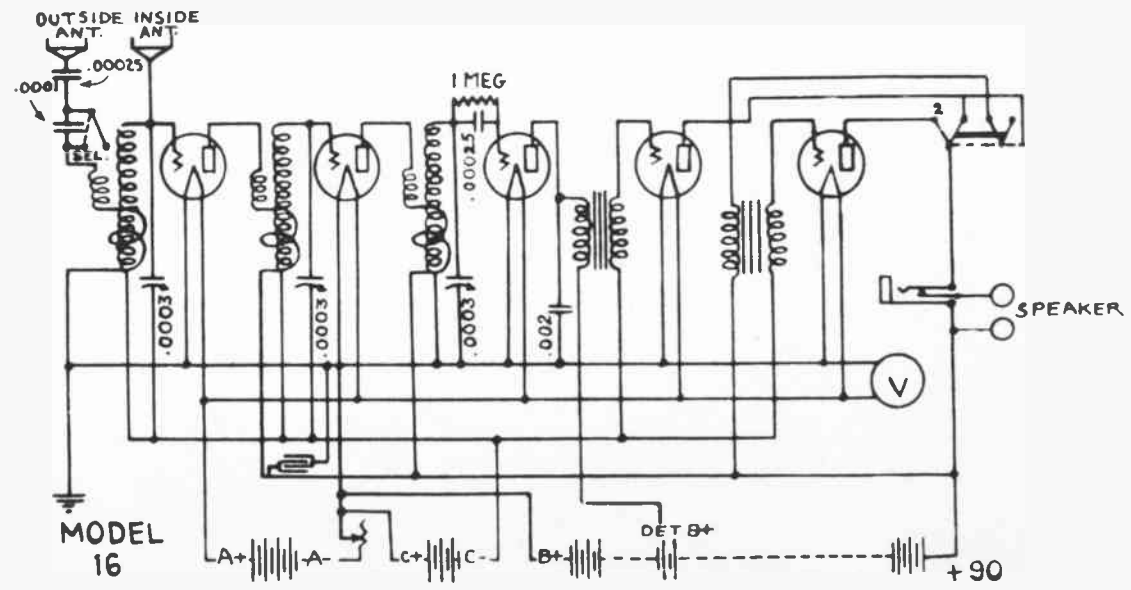 OUTSIDE INSIDE
ANT. ANT.
.00025
.0001
SEL.
1 MEG
.00025
2
.0003
.0003
.0003
.02
SPEAKER
V
DET B+
MODEL
16
A+ A- C+ C- B+
+90